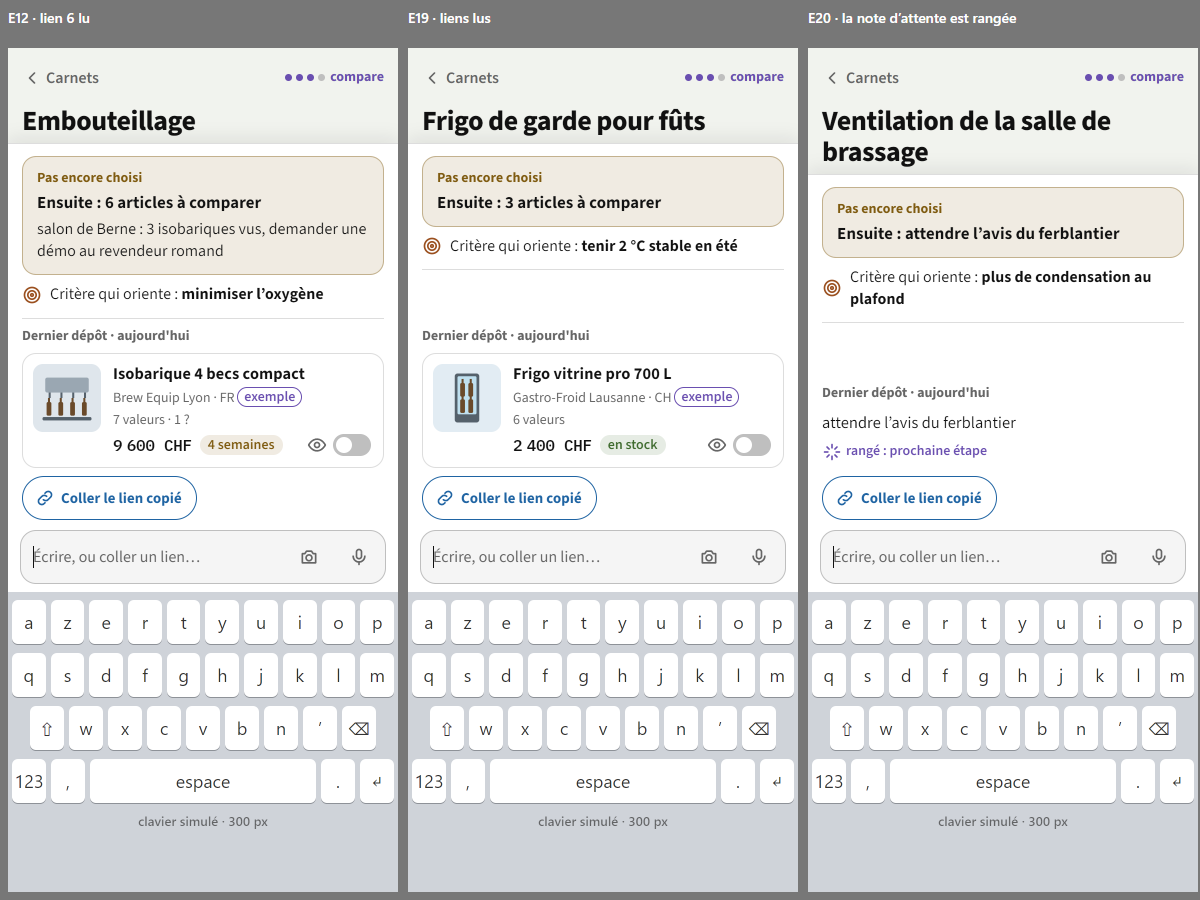 E12 · lien 6 lu
Carnets
compare
Embouteillage
Pas encore choisi
Ensuite : 6 articles à comparer
salon de Berne : 3 isobariques vus, demander une
démo au revendeur romand
Critère qui oriente : minimiser l’oxygène
Dernier dépôt · aujourd'hui
Isobarique 4 becs compact
Brew Equip Lyon · FR exemple
7 valeurs · 1 ?
9 600 CHF 4 semaines
Coller le lien copié
Écrire, ou coller un lien…
a z e r t y u i o p
q s d f g h j k l m
⇧ w x c v b n ’ ⌫
123 , espace . ↵
clavier simulé · 300 px
E19 · liens lus
Carnets
compare
Frigo de garde pour fûts
Pas encore choisi
Ensuite : 3 articles à comparer
Critère qui oriente : tenir 2 °C stable en été
Dernier dépôt · aujourd'hui
Frigo vitrine pro 700 L
Gastro-Froid Lausanne · CH exemple
6 valeurs
2 400 CHF en stock
Coller le lien copié
Écrire, ou coller un lien…
a z e r t y u i o p
q s d f g h j k l m
⇧ w x c v b n ’ ⌫
123 , espace . ↵
clavier simulé · 300 px
E20 · la note d’attente est rangée
Carnets
compare
Ventilation de la salle de
brassage
Pas encore choisi
Ensuite : attendre l’avis du ferblantier
Critère qui oriente : plus de condensation au
plafond
Dernier dépôt · aujourd'hui
attendre l’avis du ferblantier
rangé : prochaine étape
Coller le lien copié
Écrire, ou coller un lien…
a z e r t y u i o p
q s d f g h j k l m
⇧ w x c v b n ’ ⌫
123 , espace . ↵
clavier simulé · 300 px